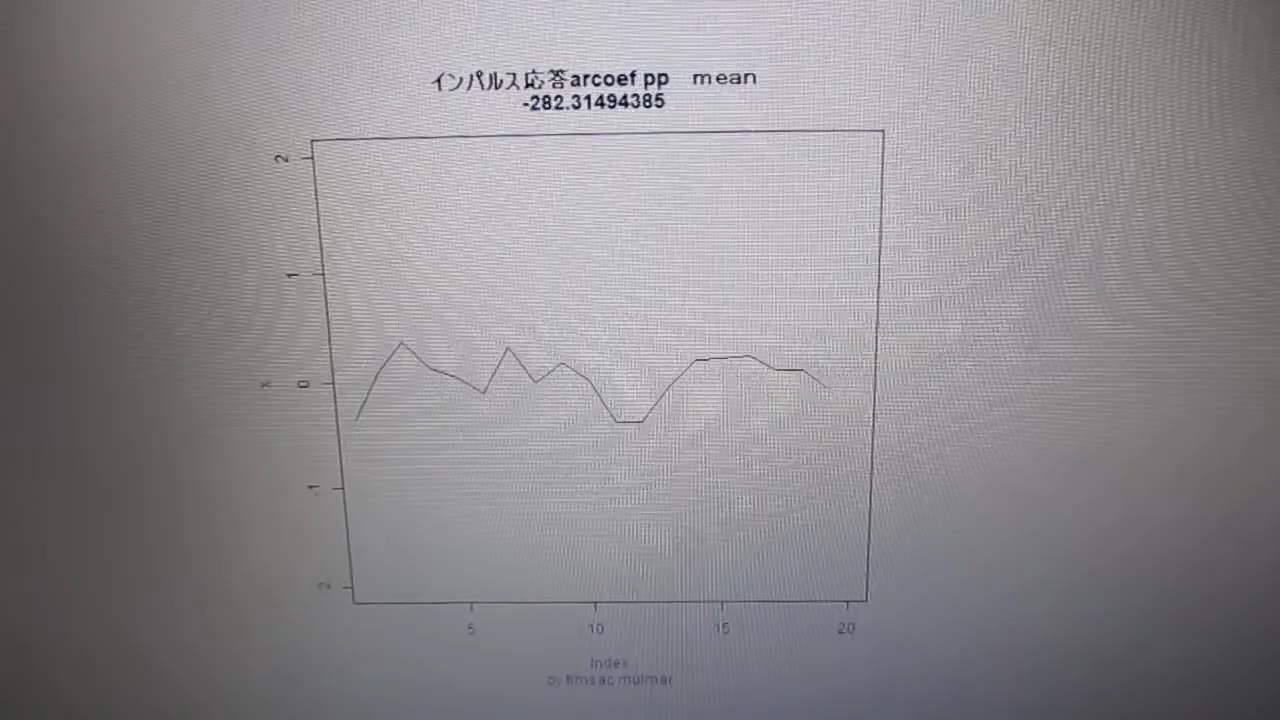 インパルス応答arcoef pp　mean
-282.31494385
2
1
x
0
-1
-2
5
10
15
20
Index
by timsac mulmar